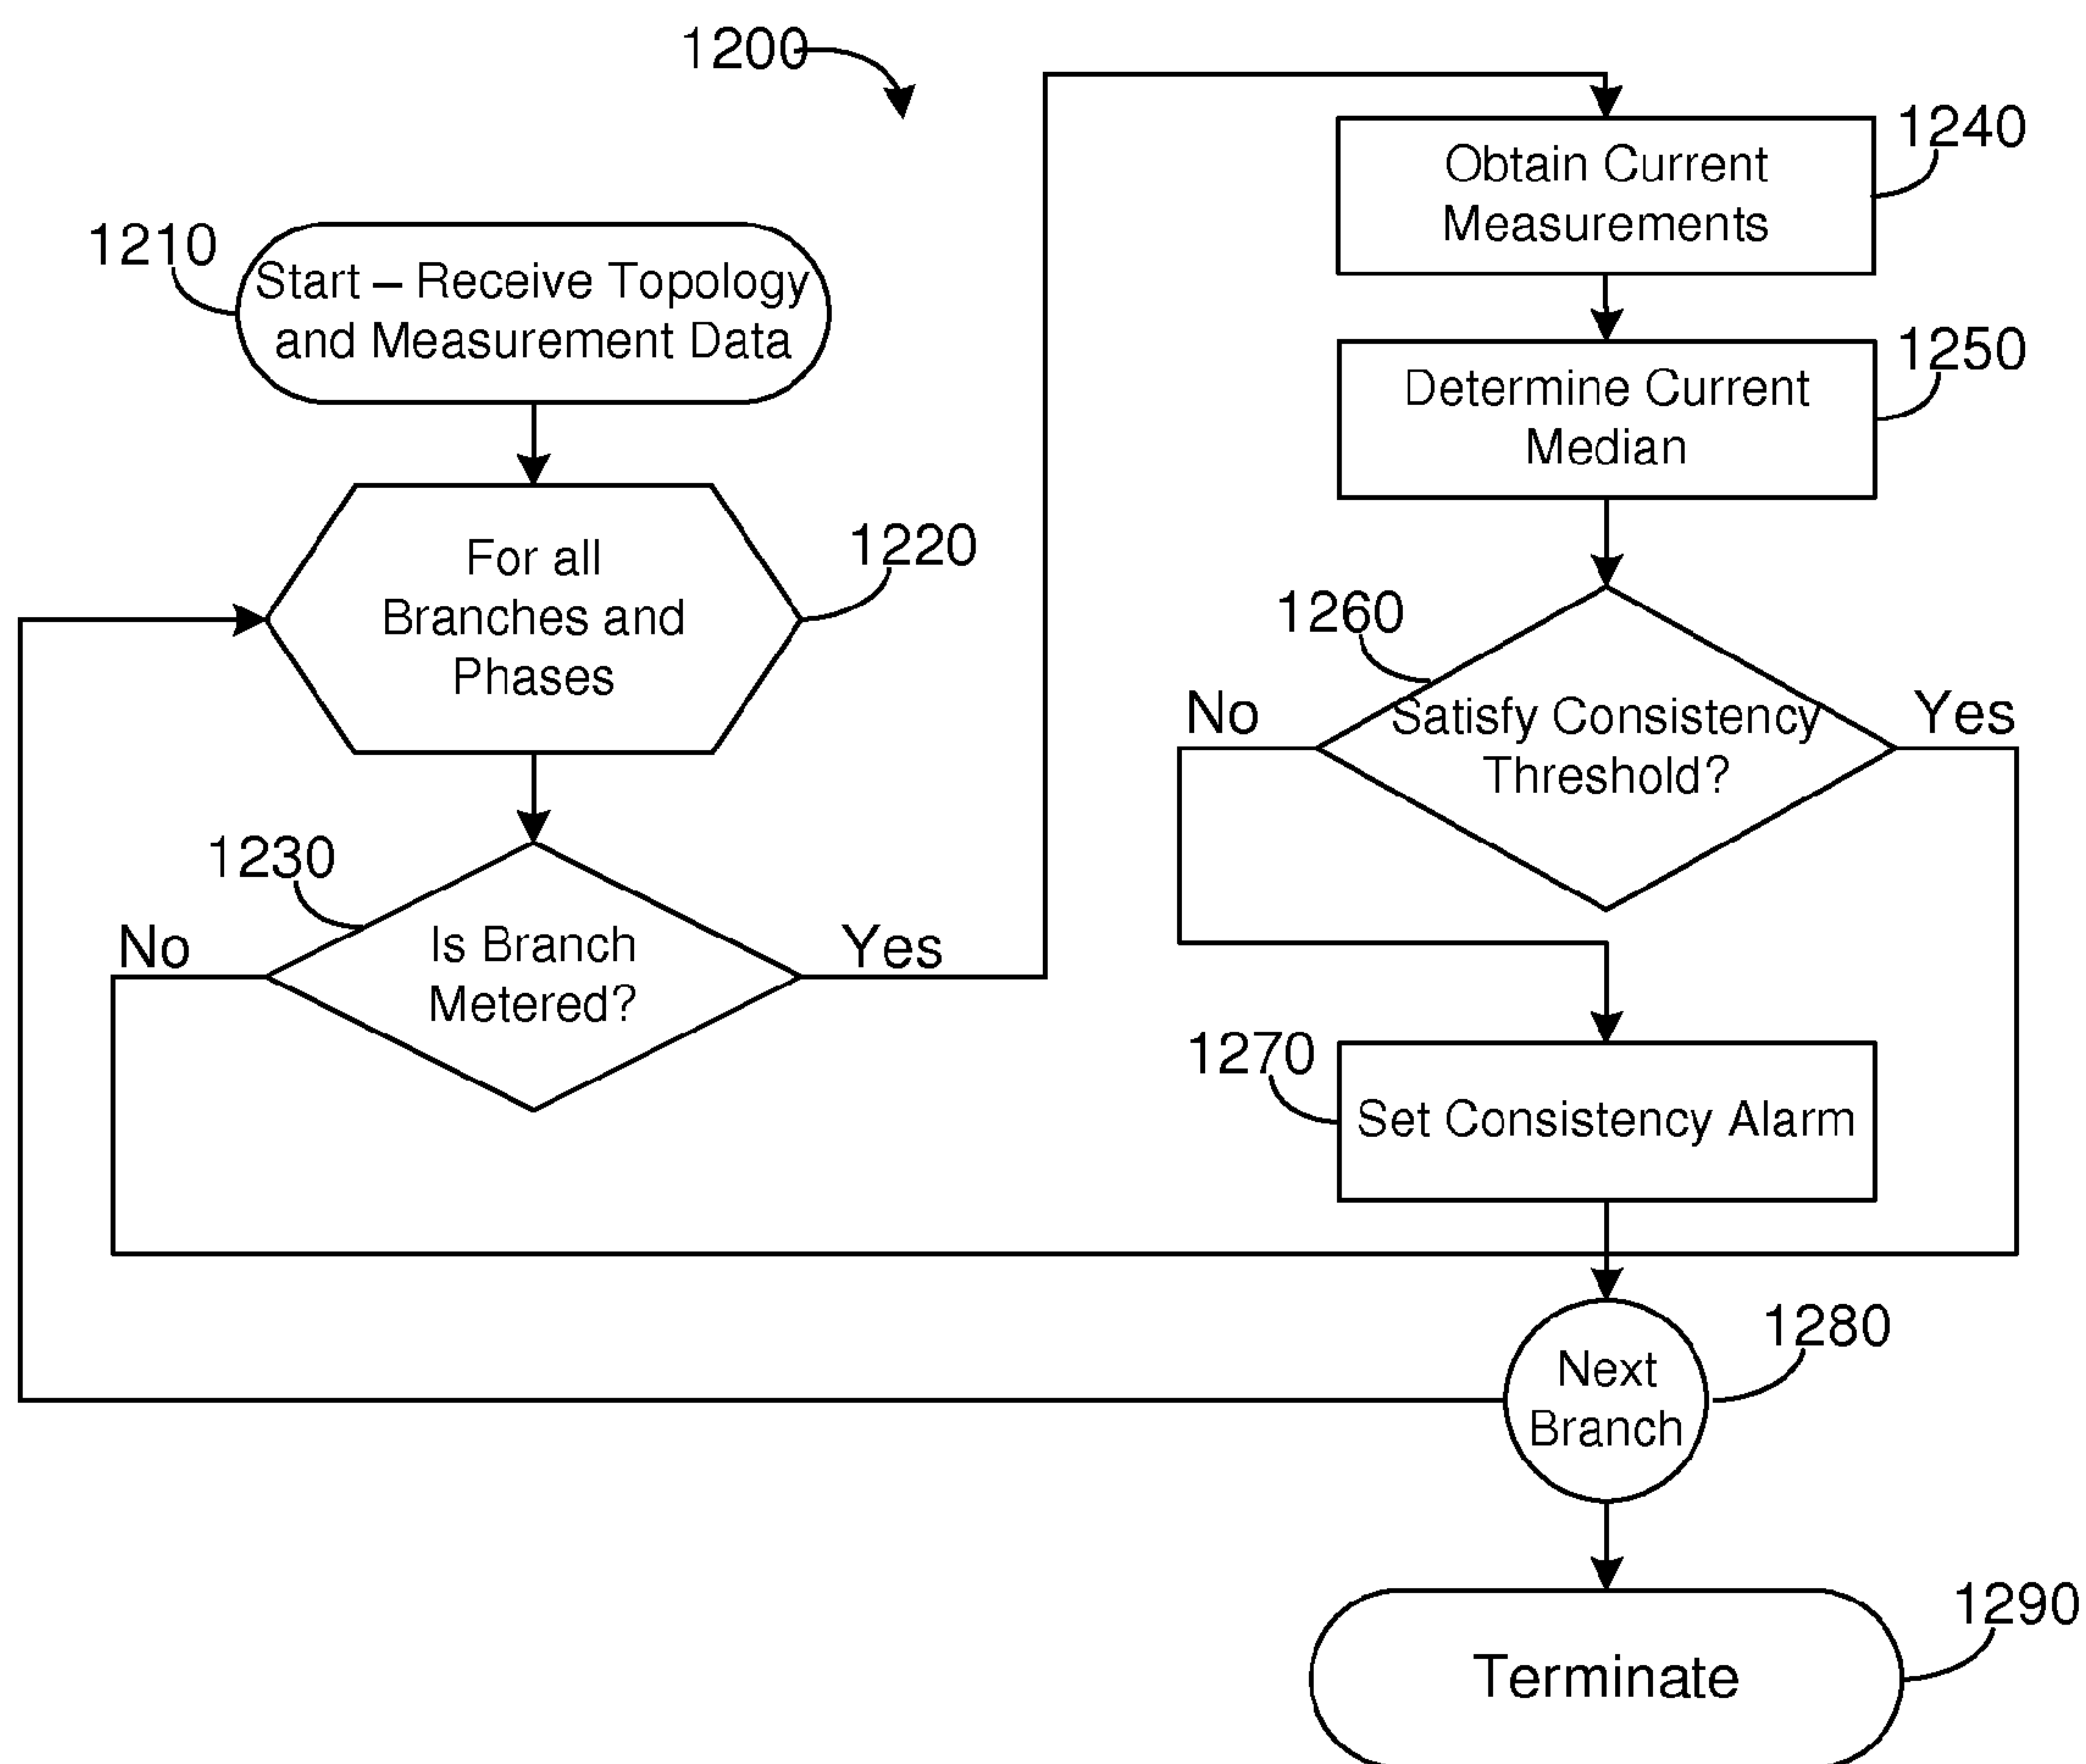 1200
1210
Start – Receive Topology
and Measurement Data
1220
For all
Branches and
Phases
1230
Is Branch
Metered?
No
Yes
1240
Obtain Current
Measurements
1250
Determine Current
Median
1260
Satisfy Consistency
Threshold?
No
Yes
1270
Set Consistency Alarm
1280
Next
Branch
1290
Terminate